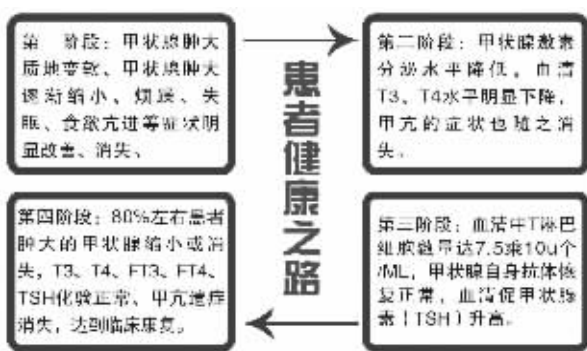 第一阶段：甲状腺肿大
质地变软、甲状腺肿大
逐渐缩小、烦躁、失
眠、食欲亢进等症状明
显改善、消失、
第二阶段：甲状腺激素
分泌水平降低，血清
T3、T4水平明显下降，
甲亢的症状也随之消
失。
患者健康之路
第三阶段：血清中T淋巴
细胞数量达7.5乘10u个
/ML，甲状腺自身抗体恢
复正常，血清促甲状腺
素（TSH）升高。
第四阶段：80%左右患者
肿大的甲状腺缩小或消
失，T3、T4、FT3、FT4、
TSH化验正常、甲亢遗症
消失，达到临床康复。